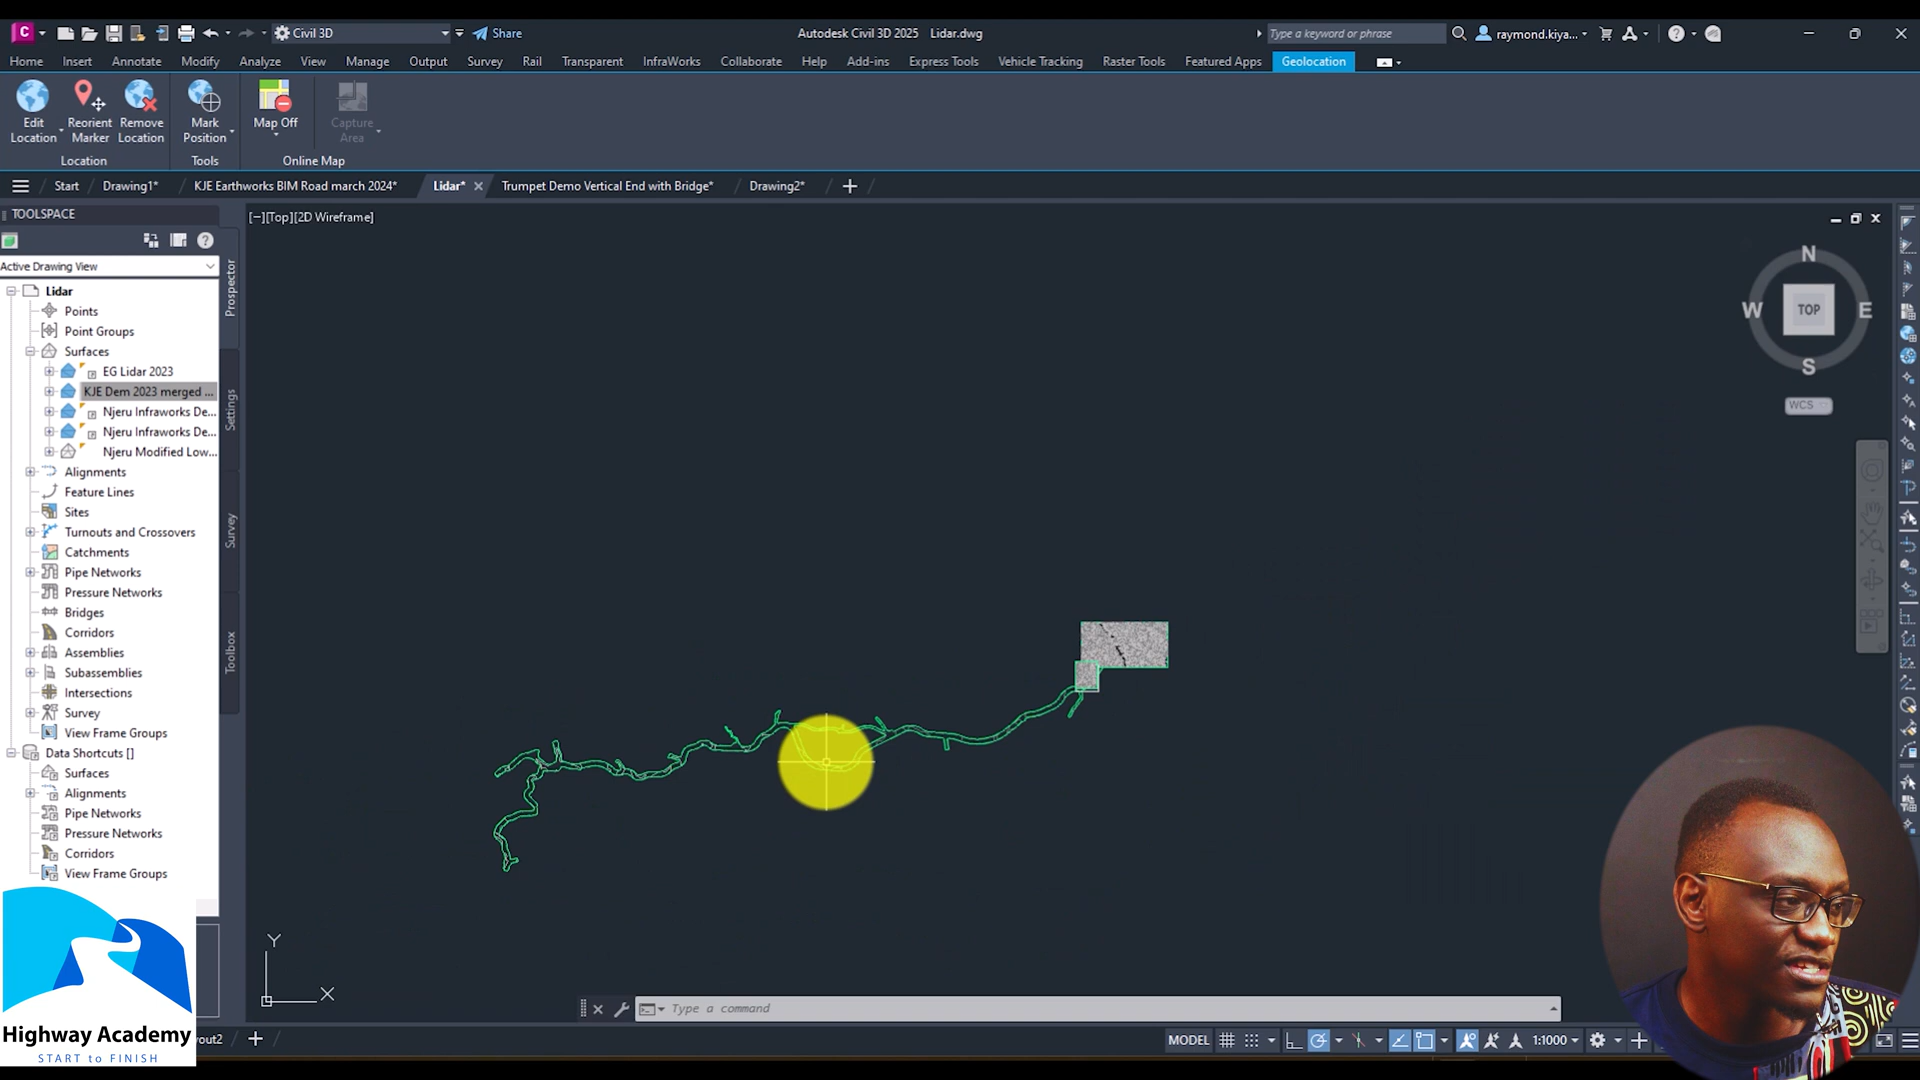 Civil 3D
Share
Autodesk Civil 3D 2025 Lidar.dwg
Type a keyword or phrase
raymond.kiya...
Home Insert Annotate Modify Analyze View Manage Output Survey Rail Transparent InfraWorks Collaborate Help Add-ins Express Tools Vehicle Tracking Raster Tools Featured Apps Geolocation
Edit Location
Reorient Marker
Remove Location
Mark Position
Map Off
Capture Area
Location
Tools
Online Map
Start Drawing1* KJE Earthworks BIM Road march 2024* Lidar* Trumpet Demo Vertical End with Bridge* Drawing2*
TOOLSPACE
Active Drawing View
Lidar
Points
Point Groups
Surfaces
EG Lidar 2023
KJE Dem 2023 merged ...
Njeru Infraworks De...
Njeru Infraworks De...
Njeru Modified Low...
Alignments
Feature Lines
Sites
Turnouts and Crossovers
Catchments
Pipe Networks
Pressure Networks
Bridges
Corridors
Assemblies
Subassemblies
Intersections
Survey
View Frame Groups
Data Shortcuts []
Surfaces
Alignments
Pipe Networks
Pressure Networks
Corridors
View Frame Groups
Prospector
Settings
Survey
Toolbox
[−][Top][2D Wireframe]
N
W
TOP
E
S
WCS
Y
X
Type a command
Highway Academy
START to FINISH
yout2
MODEL
1:1000